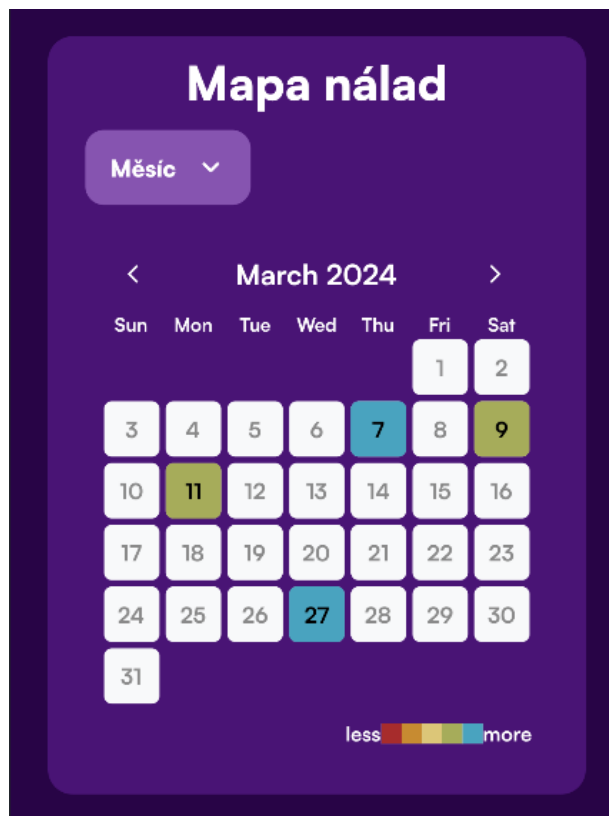 Mapa nálad
Měsíc
March 2024
Sun Mon Tue Wed Thu Fri Sat
1 2
3 4 5 6 7 8 9
10 11 12 13 14 15 16
17 18 19 20 21 22 23
24 25 26 27 28 29 30
31
less more